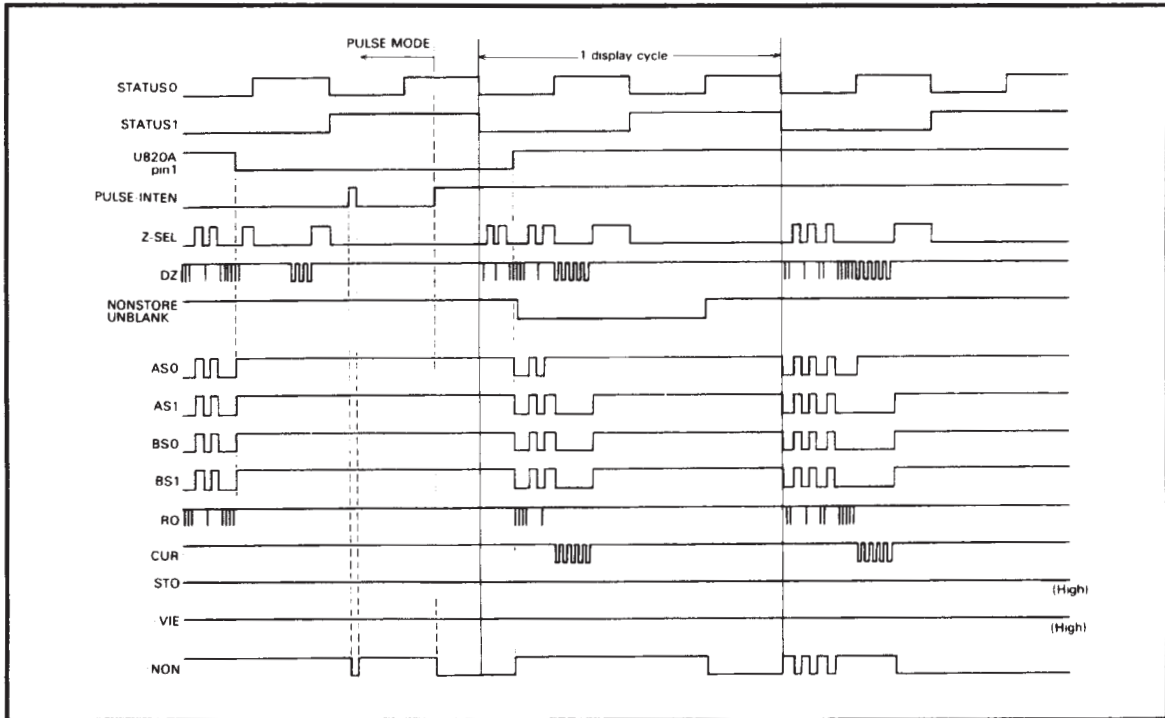 PULSE MODE
1 display cycle
STATUS0
STATUS1
U820A
pin1
PULSE-INTEN
Z-SEL
DZ
NONSTORE
UNBLANK
AS0
AS1
BS0
BS1
RO
CUR
STO
(High)
VIE
(High)
NON